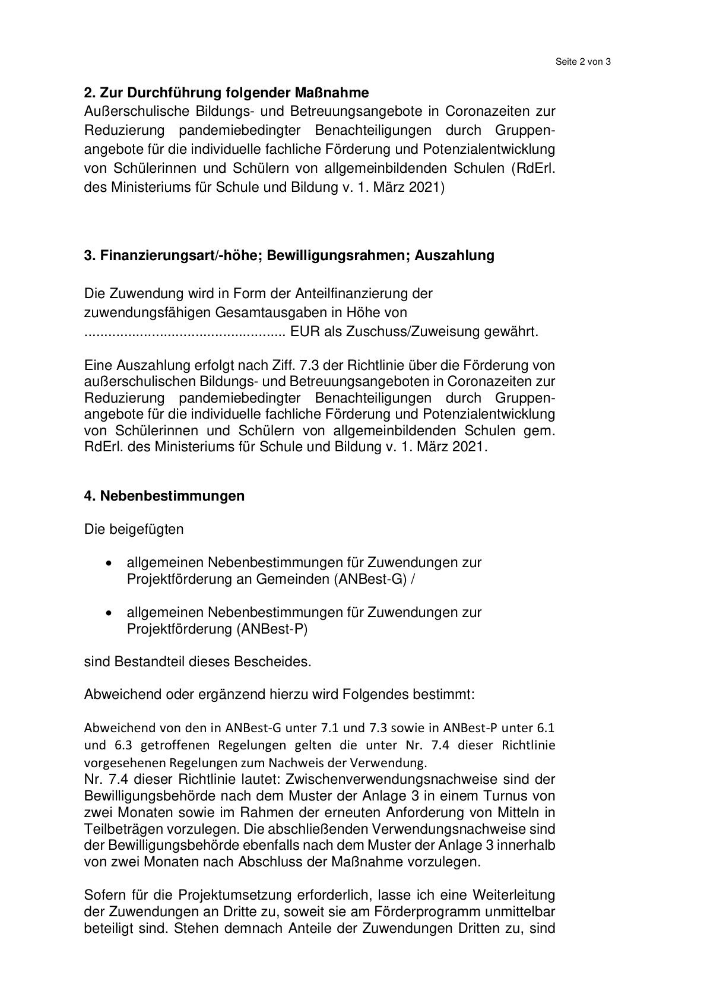 Seite 2 von 3
2. Zur Durchführung folgender Maßnahme
Außerschulische Bildungs- und Betreuungsangebote in Coronazeiten zur
Reduzierung pandemiebedingter Benachteiligungen durch Gruppen-
angebote für die individuelle fachliche Förderung und Potenzialentwicklung
von Schülerinnen und Schülern von allgemeinbildenden Schulen (RdErl.
des Ministeriums für Schule und Bildung v. 1. März 2021)
3. Finanzierungsart/-höhe; Bewilligungsrahmen; Auszahlung
Die Zuwendung wird in Form der Anteilfinanzierung der
zuwendungsfähigen Gesamtausgaben in Höhe von
.................................................. EUR als Zuschuss/Zuweisung gewährt.
Eine Auszahlung erfolgt nach Ziff. 7.3 der Richtlinie über die Förderung von
außerschulischen Bildungs- und Betreuungsangeboten in Coronazeiten zur
Reduzierung pandemiebedingter Benachteiligungen durch Gruppen-
angebote für die individuelle fachliche Förderung und Potenzialentwicklung
von Schülerinnen und Schülern von allgemeinbildenden Schulen gem.
RdErl. des Ministeriums für Schule und Bildung v. 1. März 2021.
4. Nebenbestimmungen
Die beigefügten
• allgemeinen Nebenbestimmungen für Zuwendungen zur
Projektförderung an Gemeinden (ANBest-G) /
• allgemeinen Nebenbestimmungen für Zuwendungen zur
Projektförderung (ANBest-P)
sind Bestandteil dieses Bescheides.
Abweichend oder ergänzend hierzu wird Folgendes bestimmt:
Abweichend von den in ANBest-G unter 7.1 und 7.3 sowie in ANBest-P unter 6.1
und 6.3 getroffenen Regelungen gelten die unter Nr. 7.4 dieser Richtlinie
vorgesehenen Regelungen zum Nachweis der Verwendung.
Nr. 7.4 dieser Richtlinie lautet: Zwischenverwendungsnachweise sind der
Bewilligungsbehörde nach dem Muster der Anlage 3 in einem Turnus von
zwei Monaten sowie im Rahmen der erneuten Anforderung von Mitteln in
Teilbeträgen vorzulegen. Die abschließenden Verwendungsnachweise sind
der Bewilligungsbehörde ebenfalls nach dem Muster der Anlage 3 innerhalb
von zwei Monaten nach Abschluss der Maßnahme vorzulegen.
Sofern für die Projektumsetzung erforderlich, lasse ich eine Weiterleitung
der Zuwendungen an Dritte zu, soweit sie am Förderprogramm unmittelbar
beteiligt sind. Stehen demnach Anteile der Zuwendungen Dritten zu, sind